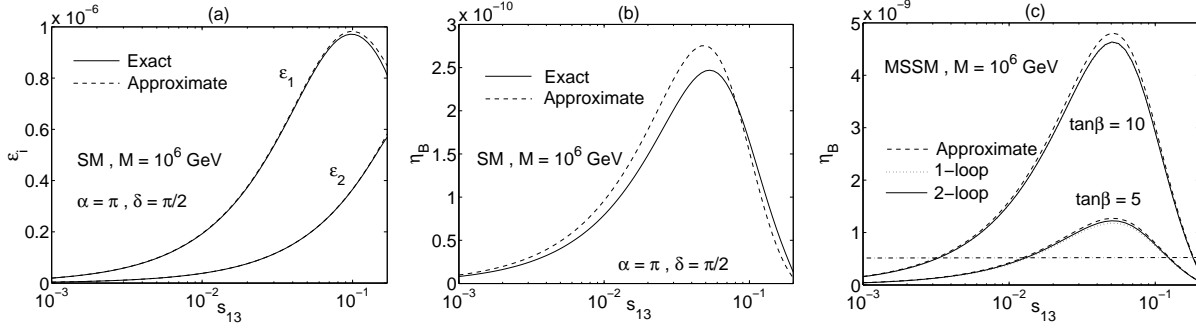 (a)
x 10^-6
1
0.8
0.6
0.4
0.2
0
ε_i
Exact
Approximate
ε_1
SM , M = 10^6 GeV
ε_2
α = π , δ = π/2
10^-3
10^-2
10^-1
s_13
(b)
x 10^-10
3.0
2.5
2.0
1.5
1.0
0.5
0
η_B
Exact
Approximate
SM , M = 10^6 GeV
α = π , δ = π/2
10^-3
10^-2
10^-1
s_13
(c)
x 10^-9
5
4
3
2
1
0
η_B
MSSM , M = 10^6 GeV
tanβ = 10
Approximate
1-loop
2-loop
tanβ = 5
10^-3
10^-2
10^-1
s_13